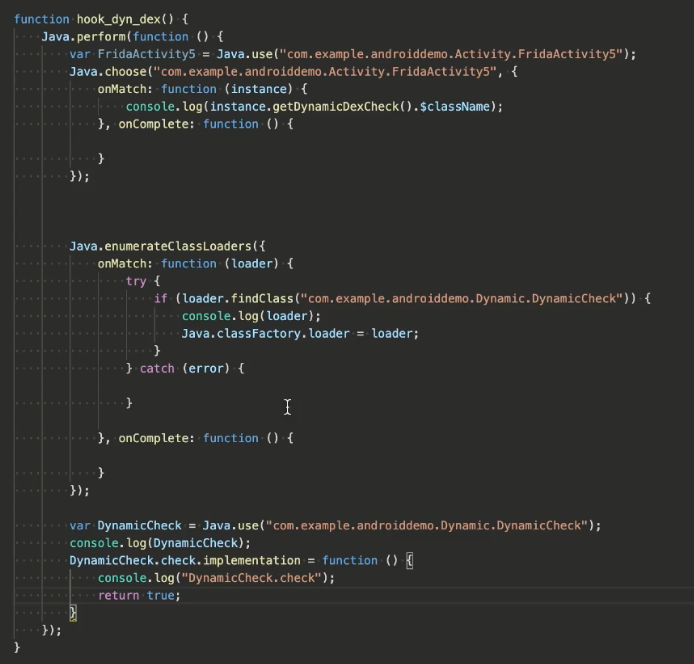 function hook_dyn_dex() {
    Java.perform(function () {
        var FridaActivity5 = Java.use("com.example.androiddemo.Activity.FridaActivity5");
        Java.choose("com.example.androiddemo.Activity.FridaActivity5", {
            onMatch: function (instance) {
                console.log(instance.getDynamicDexCheck().$className);
            }, onComplete: function () {

            }
        });

        Java.enumerateClassLoaders({
            onMatch: function (loader) {
                try {
                    if (loader.findClass("com.example.androiddemo.Dynamic.DynamicCheck")) {
                        console.log(loader);
                        Java.classFactory.loader = loader;
                    }
                } catch (error) {

                }

            }, onComplete: function () {

            }
        });

        var DynamicCheck = Java.use("com.example.androiddemo.Dynamic.DynamicCheck");
        console.log(DynamicCheck);
        DynamicCheck.check.implementation = function () {
            console.log("DynamicCheck.check");
            return true;
        }
    });
}